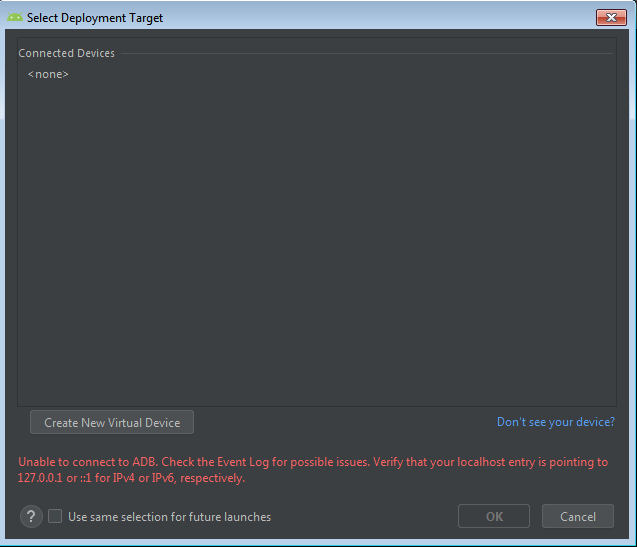 Select Deployment Target
Connected Devices
<none>
Create New Virtual Device
Don't see your device?
Unable to connect to ADB. Check the Event Log for possible issues. Verify that your localhost entry is pointing to
127.0.0.1 or ::1 for IPv4 or IPv6, respectively.
? Use same selection for future launches
OK
Cancel